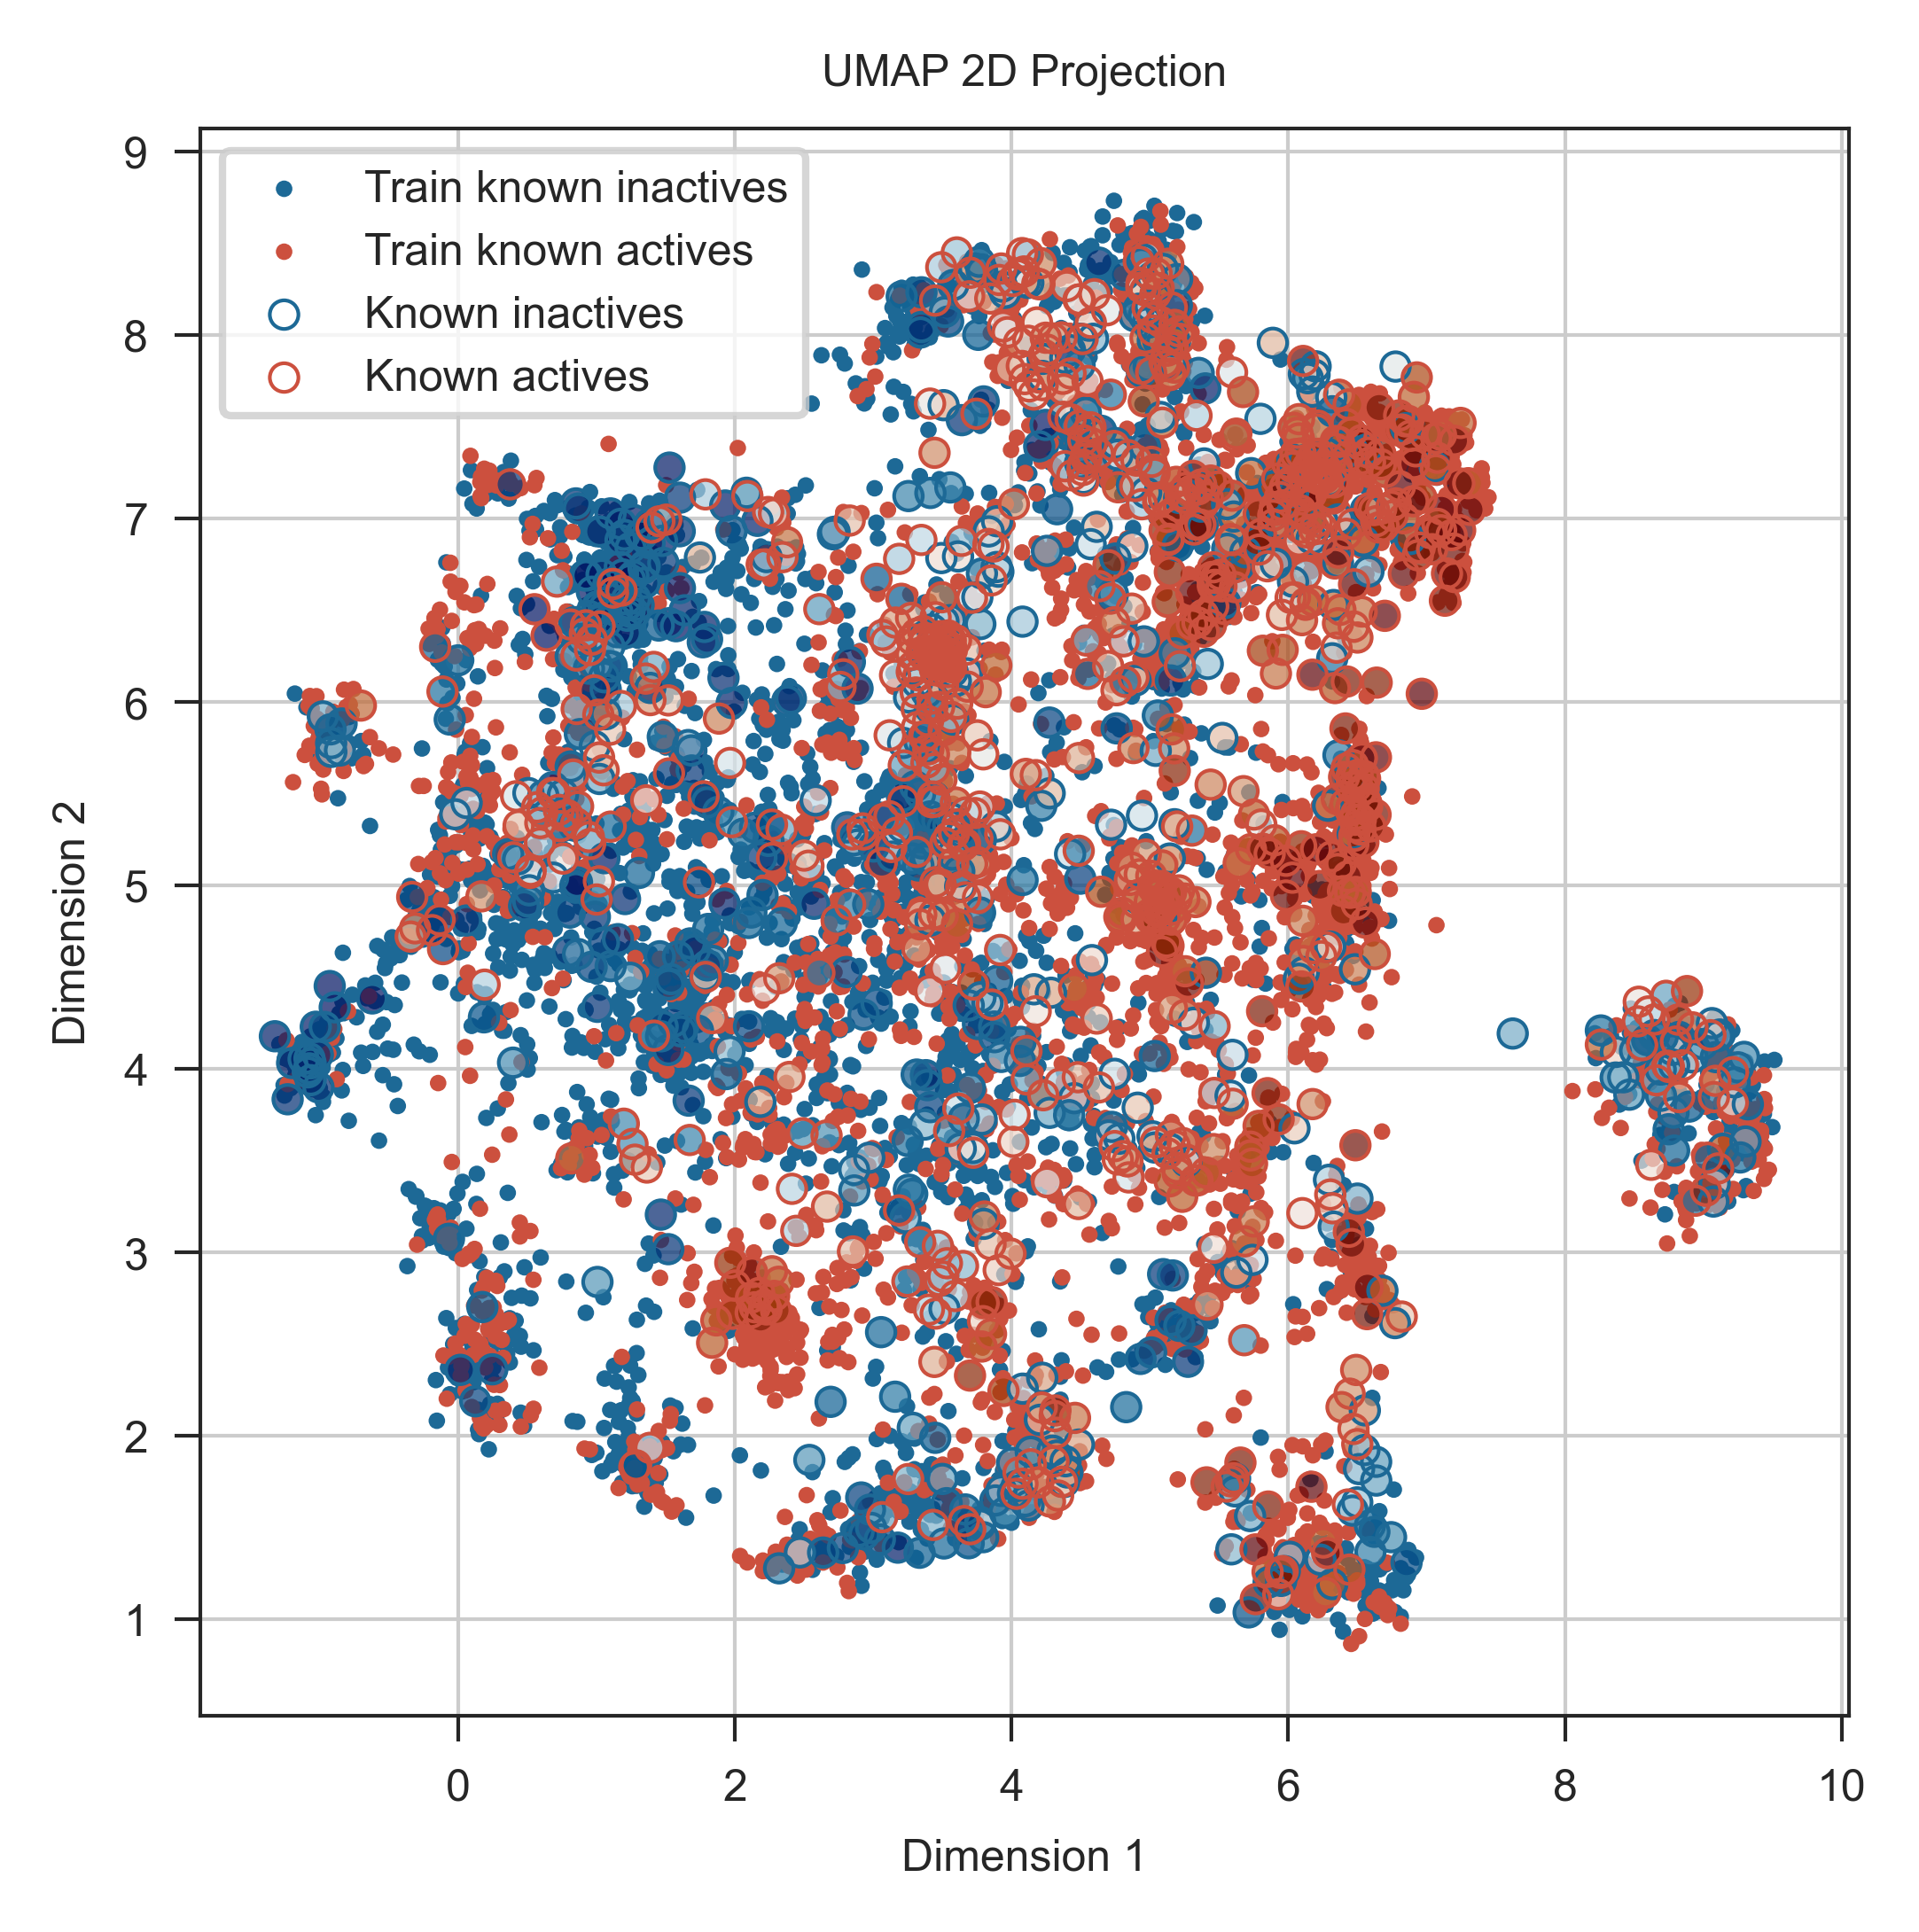 UMAP 2D Projection
Train known inactives
Train known actives
Known inactives
Known actives
9
8
7
6
5
4
3
2
1
Dimension 2
0 2 4 6 8 10
Dimension 1